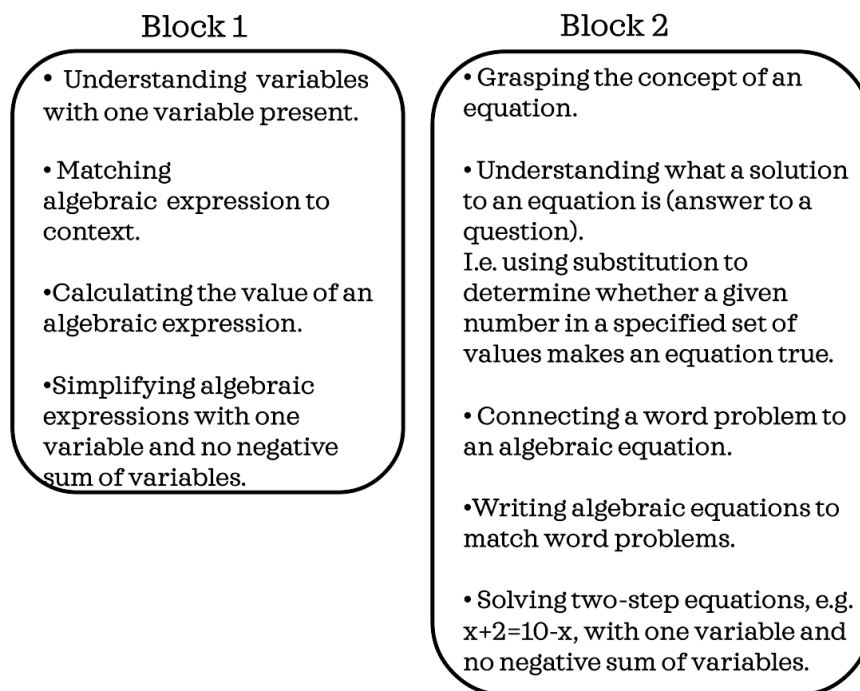 Block 1
• Understanding variables
with one variable present.
• Matching
algebraic expression to
context.
•Calculating the value of an
algebraic expression.
•Simplifying algebraic
expressions with one
variable and no negative
sum of variables.
Block 2
• Grasping the concept of an
equation.
• Understanding what a solution
to an equation is (answer to a
question).
I.e. using substitution to
determine whether a given
number in a specified set of
values makes an equation true.
• Connecting a word problem to
an algebraic equation.
•Writing algebraic equations to
match word problems.
• Solving two-step equations, e.g.
x+2=10-x, with one variable and
no negative sum of variables.